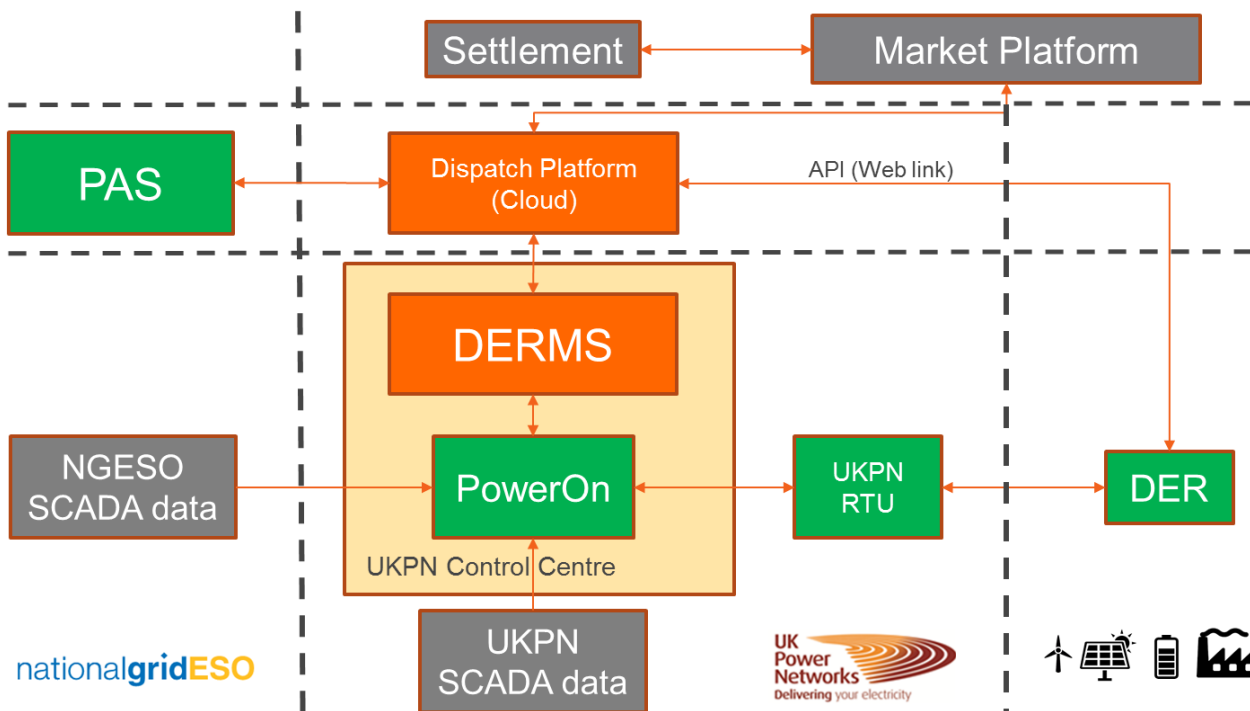 Settlement
Market Platform
PAS
Dispatch Platform
(Cloud)
API (Web link)
DERMS
NGESO
SCADA data
PowerOn
UKPN
RTU
DER
UKPN Control Centre
UKPN
SCADA data
nationalgridESO
UK
Power
Networks
Delivering your electricity